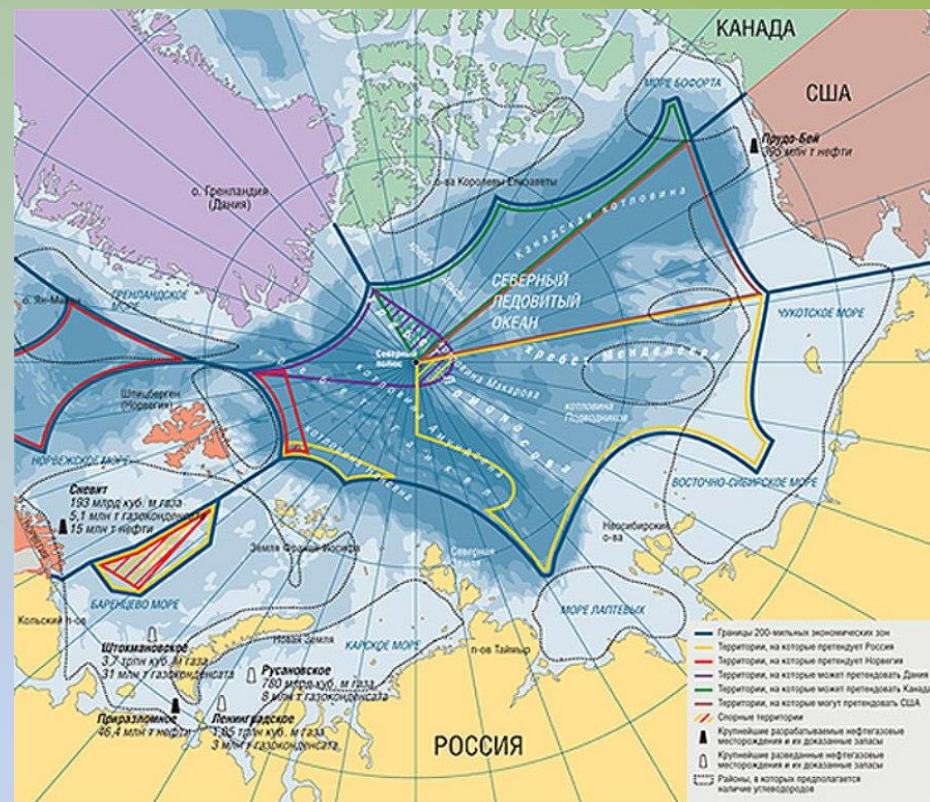 КАНАДА
США
МОРЕ БОФОРТА
Прудо-Бей
395 млн т нефти
о-ва Королевы Елизаветы
о. Гренландия
(Дания)
Канадская котловина
СЕВЕРНЫЙ
ЛЕДОВИТЫЙ
ОКЕАН
о. Ян-Майен
ГРЕНЛАНДСКОЕ
МОРЕ
ЧУКОТСКОЕ МОРЕ
хребет Менделеева
Северный
полюс
Макарова
Ломоносова
котловина
Подводников
котловина Амундсена
котловина Нансена
Шпицберген
(Норвегия)
НОРВЕЖСКОЕ МОРЕ
ВОСТОЧНО-СИБИРСКОЕ МОРЕ
Сневит
193 млрд куб. м газа
5,1 млн т газоконденсата
15 млн т нефти
Новосибирские
о-ва
Земля Франца-Иосифа
Северная
Земля
БАРЕНЦЕВО МОРЕ
МОРЕ ЛАПТЕВЫХ
Кольский п-ов
Новая Земля
КАРСКОЕ МОРЕ
п-ов Таймыр
Штокмановское
3,7 трлн куб. м газа
31 млн т газоконденсата
Русановское
780 млрд куб. м газа
8 млн т газоконденсата
Приразломное
46,4 млн т нефти
Ленинградское
1,05 трлн куб. м газа
3 млн т газоконденсата
РОССИЯ
Границы 200-мильных экономических зон
Территории, на которые претендует Россия
Территории, на которые претендует Норвегия
Территории, на которые может претендовать Дания
Территории, на которые может претендовать Канада
Территории, на которые могут претендовать США
Спорные территории
Крупнейшие разрабатываемые нефтегазовые
месторождения и их доказанные запасы
Крупнейшие разведанные нефтегазовые
месторождения и их доказанные запасы
Районы, в которых предполагается
наличие углеводородов